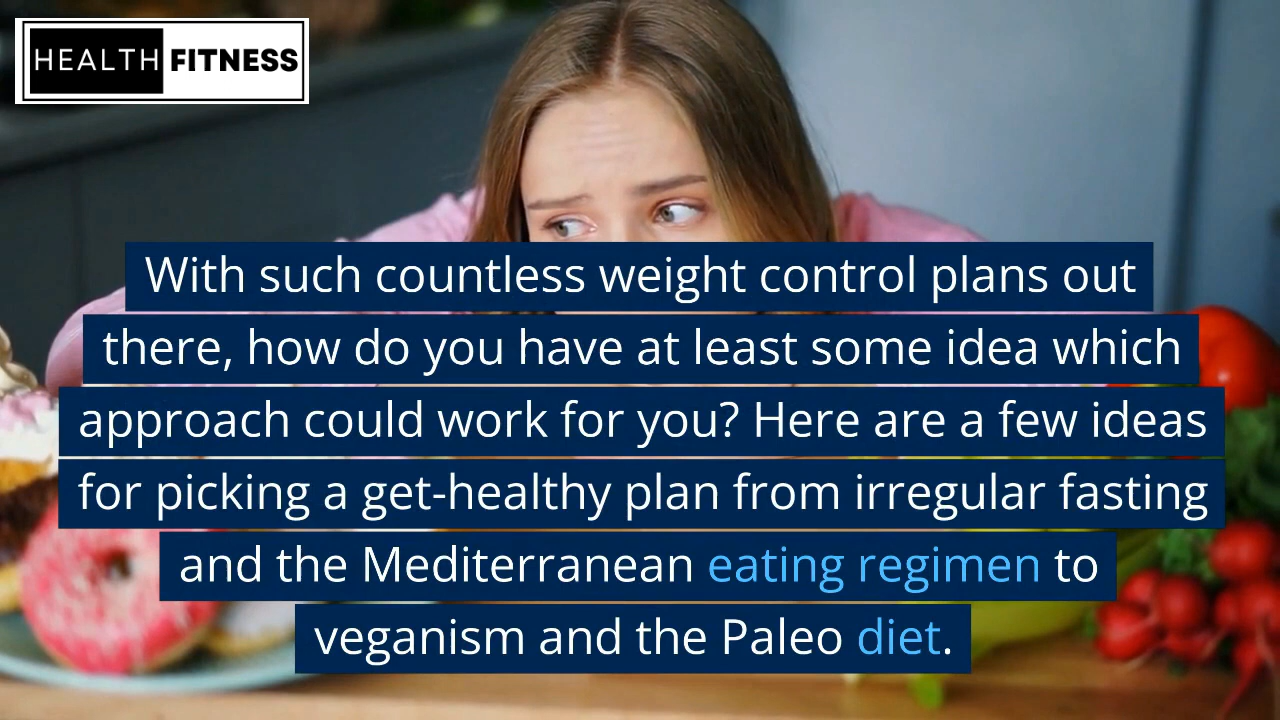 HEALTH FITNESS
With such countless weight control plans out
there, how do you have at least some idea which
approach could work for you? Here are a few ideas
for picking a get-healthy plan from irregular fasting
and the Mediterranean eating regimen to
veganism and the Paleo diet.